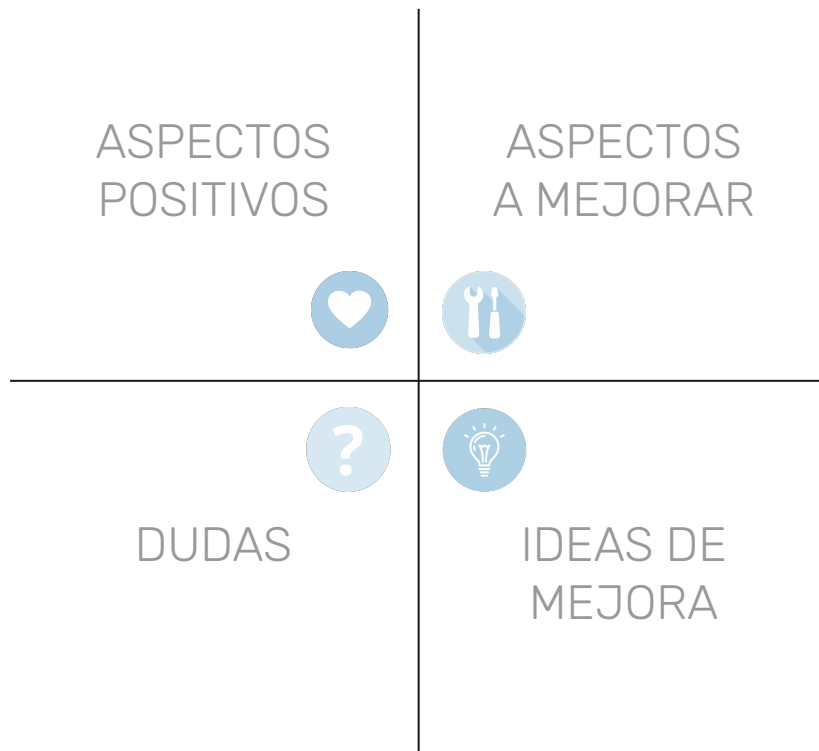 ASPECTOS
POSITIVOS
ASPECTOS
A MEJORAR
?
DUDAS
IDEAS DE
MEJORA